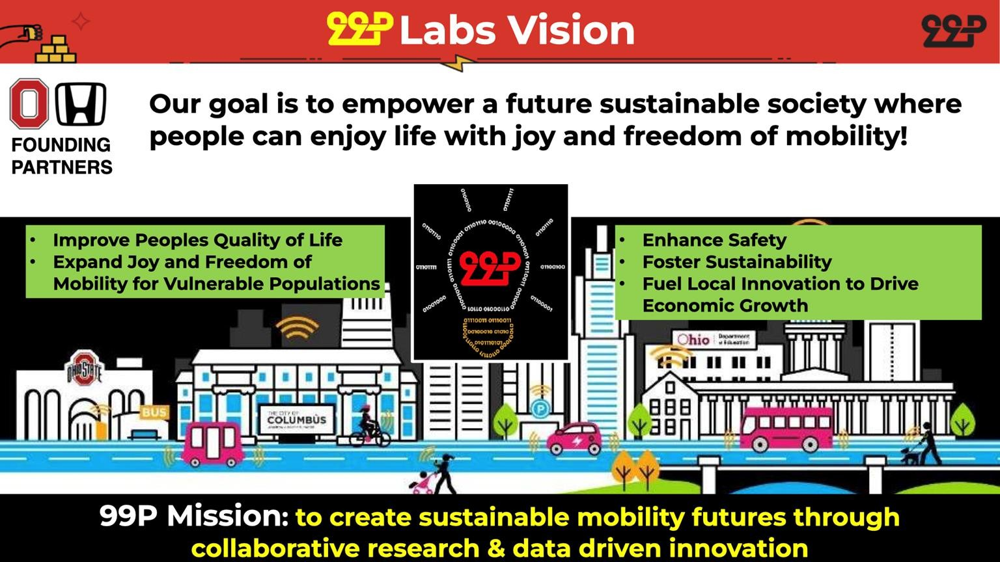 99P Labs Vision
99P
O H
FOUNDING
PARTNERS
Our goal is to empower a future sustainable society where
people can enjoy life with joy and freedom of mobility!
• Improve Peoples Quality of Life
• Expand Joy and Freedom of
Mobility for Vulnerable Populations
99P
• Enhance Safety
• Foster Sustainability
• Fuel Local Innovation to Drive
Economic Growth
OHIO STATE
BUS
THE CITY OF
COLUMBUS
P
Ohio Department
of Education
99P Mission: to create sustainable mobility futures through
collaborative research & data driven innovation